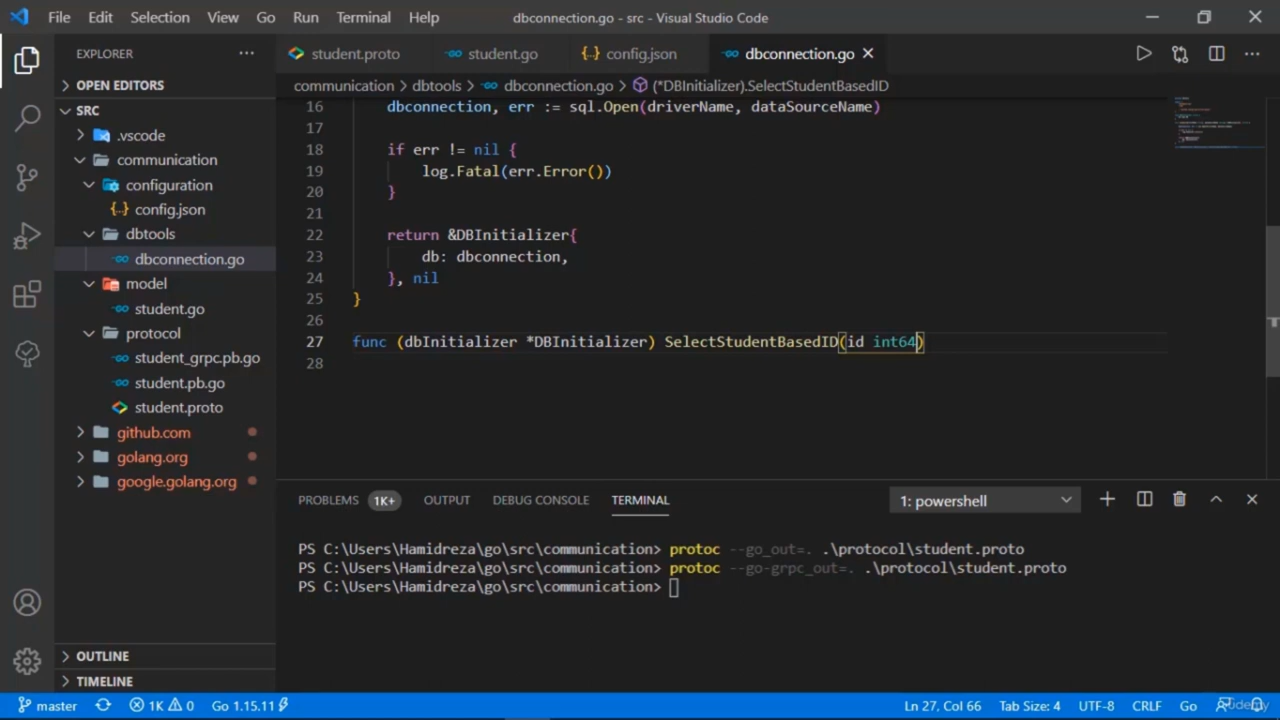 File Edit Selection View Go Run Terminal Help dbconnection.go - src - Visual Studio Code
EXPLORER
student.proto student.go {..} config.json dbconnection.go
OPEN EDITORS
communication > dbtools > dbconnection.go > (*DBInitializer).SelectStudentBasedID
SRC
.vscode
communication
configuration
{..} config.json
dbtools
dbconnection.go
model
student.go
protocol
student_grpc.pb.go
student.pb.go
student.proto
github.com
golang.org
google.golang.org
OUTLINE
TIMELINE
16 dbconnection, err := sql.Open(driverName, dataSourceName)
17
18 if err != nil {
19 log.Fatal(err.Error())
20 }
21
22 return &DBInitializer{
23 db: dbconnection,
24 }, nil
25 }
26
27 func (dbInitializer *DBInitializer) SelectStudentBasedID(id int64)
28
PROBLEMS 1K+ OUTPUT DEBUG CONSOLE TERMINAL 1: powershell
PS C:\Users\Hamidreza\go\src\communication> protoc --go_out=. .\protocol\student.proto
PS C:\Users\Hamidreza\go\src\communication> protoc --go-grpc_out=. .\protocol\student.proto
PS C:\Users\Hamidreza\go\src\communication>
master 1K 0 Go 1.15.11 Ln 27, Col 66 Tab Size: 4 UTF-8 CRLF Go